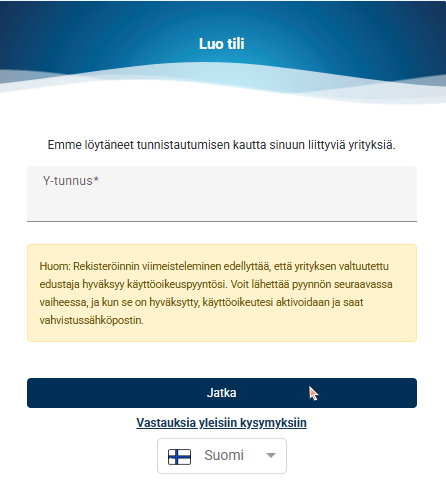 Luo tili
Emme löytäneet tunnistautumisen kautta sinuun liittyviä yrityksiä.
Y-tunnus*
Huom: Rekisteröinnin viimeisteleminen edellyttää, että yrityksen valtuutettu
edustaja hyväksyy käyttöoikeuspyyntösi. Voit lähettää pyynnön seuraavassa
vaiheessa, ja kun se on hyväksytty, käyttöoikeutesi aktivoidaan ja saat
vahvistussähköpostin.
Jatka
Vastauksia yleisiin kysymyksiin
Suomi